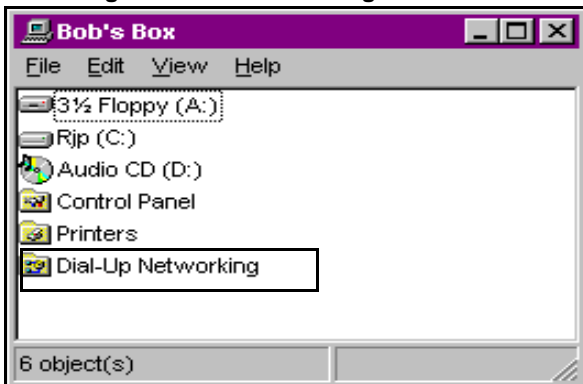 Bob's Box
File Edit View Help
3½ Floppy (A:)
Rjp (C:)
Audio CD (D:)
Control Panel
Printers
Dial-Up Networking
6 object(s)